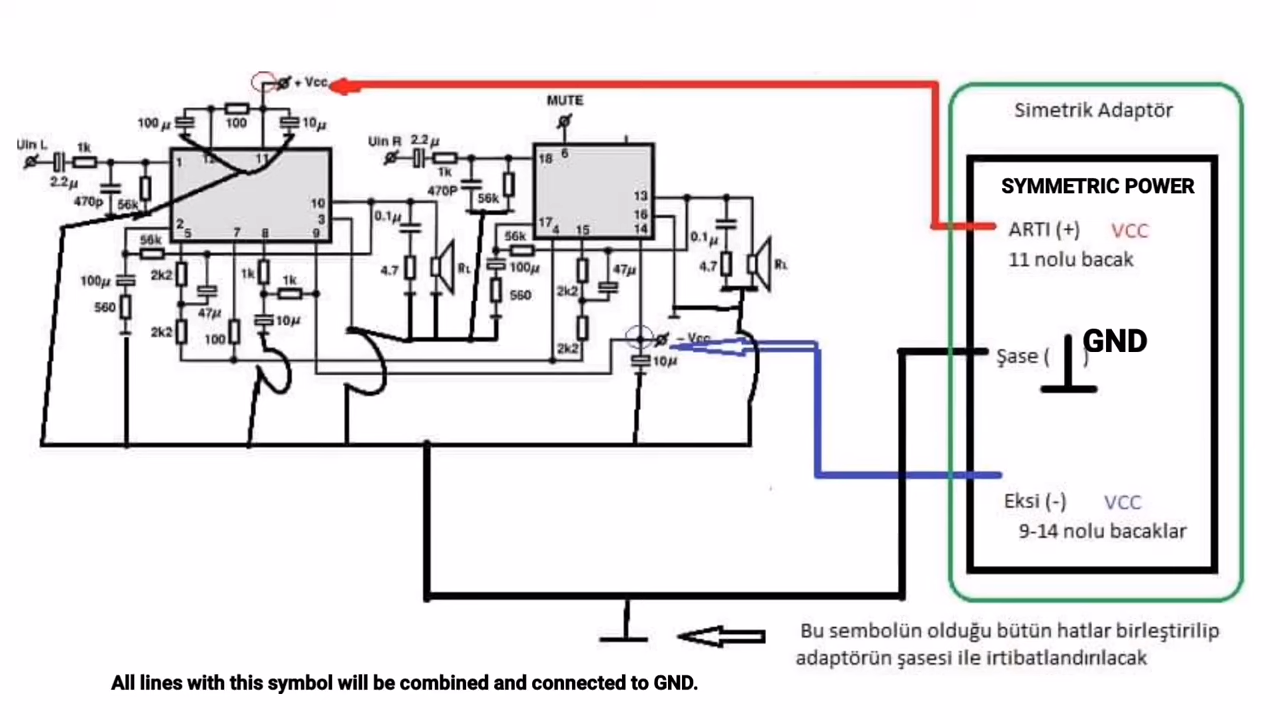 + Vcc
100 µ
100
10µ
MUTE
Simetrik Adaptör
Uin L
1k
1
12
11
2.2µ
470p
56k
10
3
2
5
7
8
9
0.1µ
56k
100µ
2k2
1k
1k
4.7
RL
560
47µ
10µ
2k2
100
Uin R
2.2µ
1k
470P
56k
18
6
13
16
17
4
15
14
0.1µ
56k
100µ
47µ
4.7
RL
2k2
560
2k2
– Vcc
10µ
SYMMETRIC POWER
ARTI (+) VCC
11 nolu bacak
Şase ( ) GND
Eksi (-) VCC
9-14 nolu bacaklar
Bu sembolün olduğu bütün hatlar birleştirilip
adaptörün şasesi ile irtibatlandırılacak
All lines with this symbol will be combined and connected to GND.